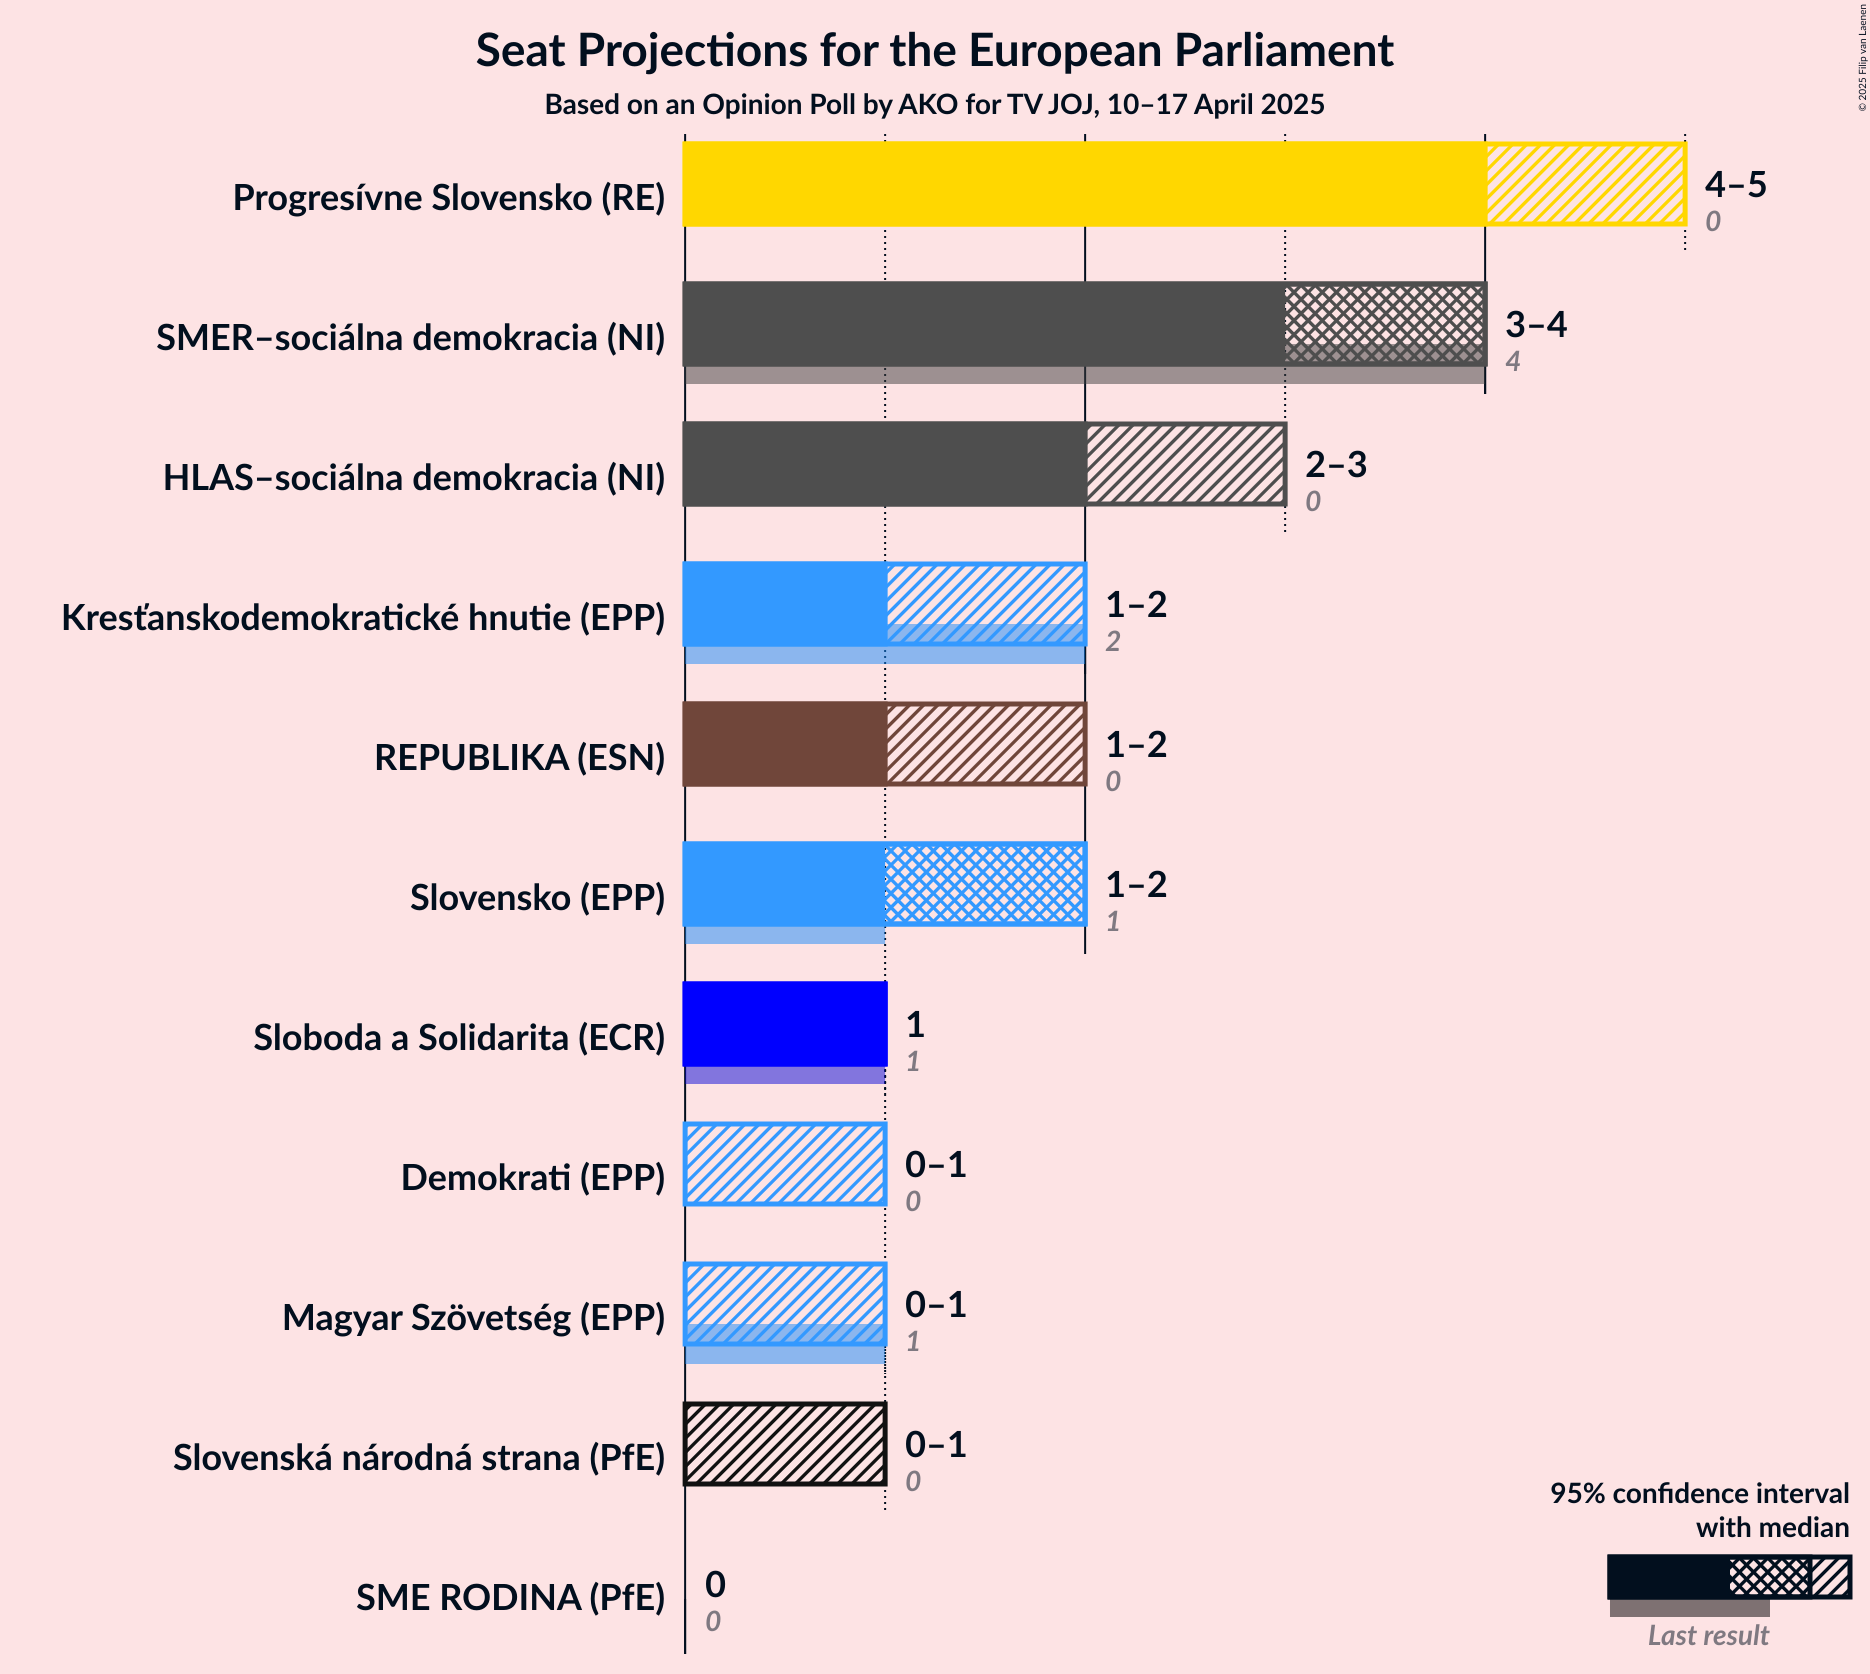 Seat Projections for the European Parliament
Based on an Opinion Poll by AKO for TV JOJ, 10–17 April 2025
© 2025 Filip van Laenen
Progresívne Slovensko (RE)
4–5
0
SMER–sociálna demokracia (NI)
3–4
4
HLAS–sociálna demokracia (NI)
2–3
0
Kresťanskodemokratické hnutie (EPP)
1–2
2
REPUBLIKA (ESN)
1–2
0
Slovensko (EPP)
1–2
1
Sloboda a Solidarita (ECR)
1
1
Demokrati (EPP)
0–1
0
Magyar Szövetség (EPP)
0–1
1
Slovenská národná strana (PfE)
0–1
0
SME RODINA (PfE)
0
0
95% confidence interval
with median
Last result